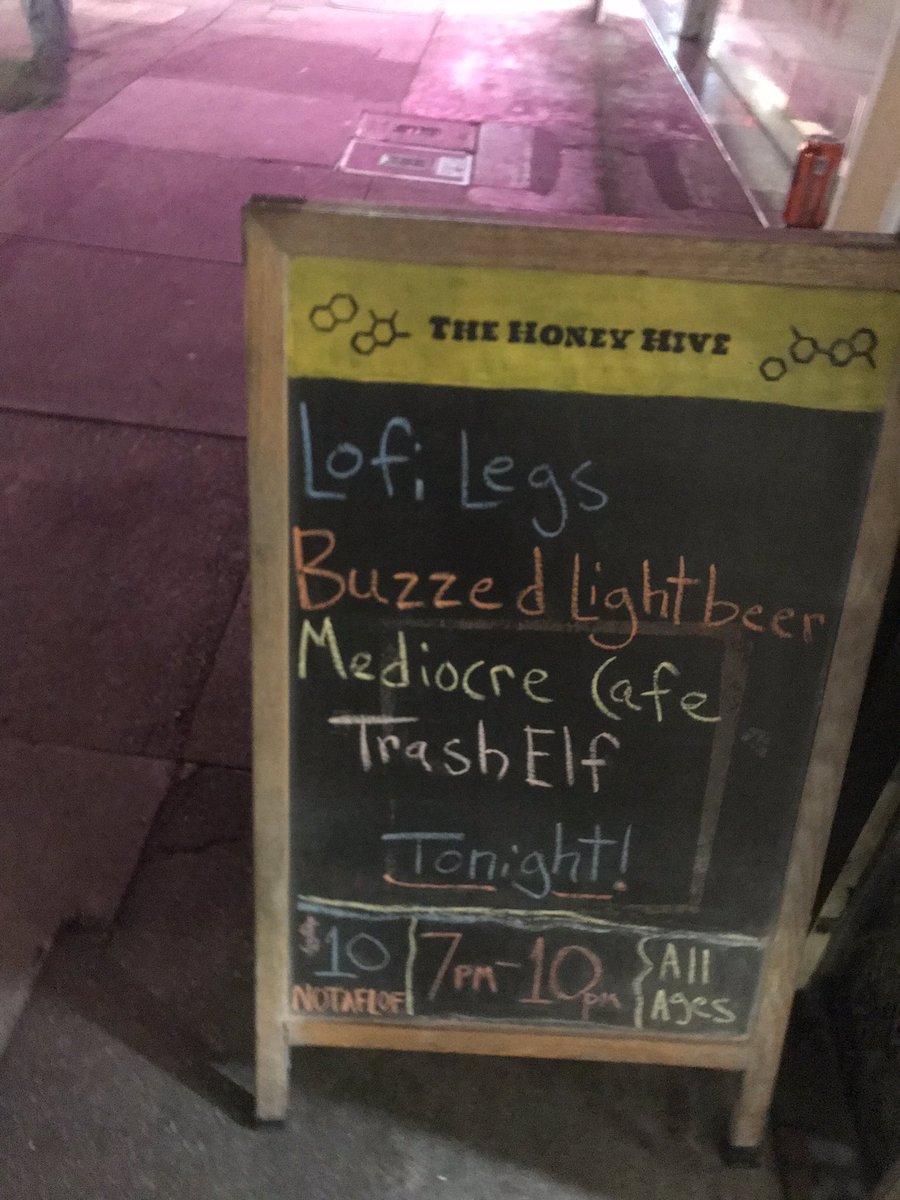 THE HONEY HIVE
Lofi Legs
Buzzed Lightbeer
Mediocre Cafe
Trash Elf
Tonight!
$10
NOTAFLOF
7PM-10pm
All
Ages